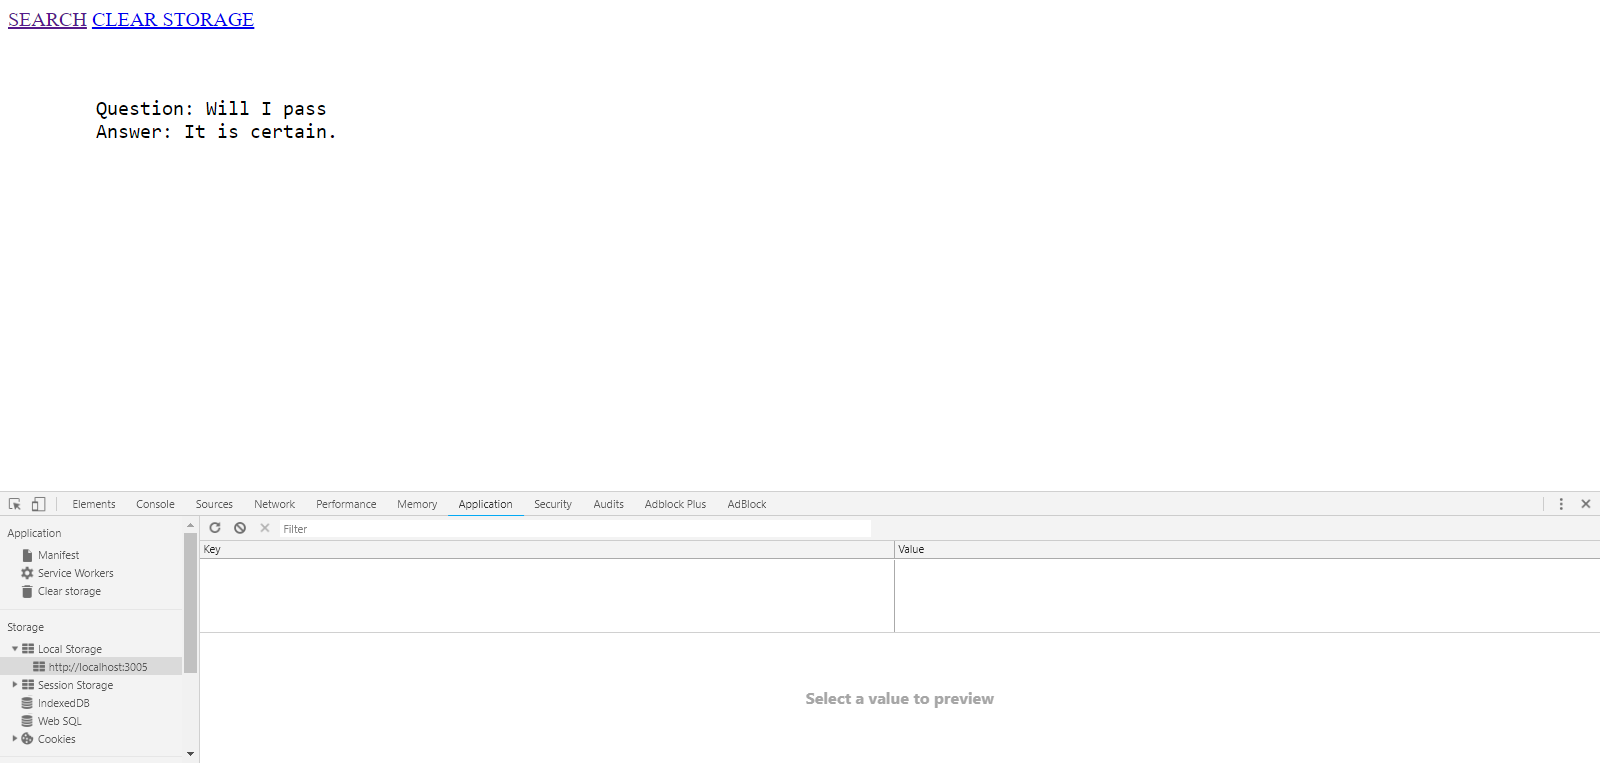 SEARCH CLEAR STORAGE
Question: Will I pass
Answer: It is certain.
Elements Console Sources Network Performance Memory Application Security Audits Adblock Plus AdBlock
Application
Manifest
Service Workers
Clear storage
Storage
Local Storage
http://localhost:3005
Session Storage
IndexedDB
Web SQL
Cookies
Filter
Key Value
Select a value to preview